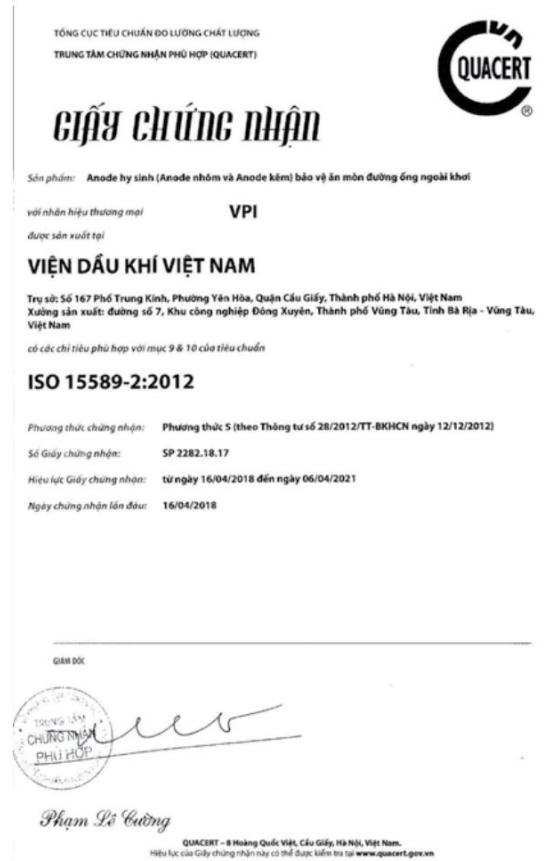 TỔNG CỤC TIÊU CHUẨN ĐO LƯỜNG CHẤT LƯỢNG
TRUNG TÂM CHỨNG NHẬN PHÙ HỢP (QUACERT)
QUACERT
®
GIẤY CHỨNG NHẬN
Sản phẩm: Anode hy sinh (Anode nhôm và Anode kẽm) bảo vệ ăn mòn đường ống ngoài khơi
với nhãn hiệu thương mại VPI
được sản xuất tại
VIỆN DẦU KHÍ VIỆT NAM
Trụ sở: Số 167 Phố Trung Kính, Phường Yên Hòa, Quận Cầu Giấy, Thành phố Hà Nội, Việt Nam
Xưởng sản xuất: đường số 7, Khu công nghiệp Đông Xuyên, Thành phố Vũng Tàu, Tỉnh Bà Rịa - Vũng Tàu,
Việt Nam
có các chỉ tiêu phù hợp với mục 9 & 10 của tiêu chuẩn
ISO 15589-2:2012
Phương thức chứng nhận: Phương thức 5 (theo Thông tư số 28/2012/TT-BKHCN ngày 12/12/2012)
Số Giấy chứng nhận: SP 2282.18.17
Hiệu lực Giấy chứng nhận: từ ngày 16/04/2018 đến ngày 06/04/2021
Ngày chứng nhận lần đầu: 16/04/2018
GIÁM ĐỐC
TRUNG TÂM
CHỨNG NHẬN
PHÙ HỢP
Phạm Lê Cường
QUACERT – 8 Hoàng Quốc Việt, Cầu Giấy, Hà Nội, Việt Nam.
Hiệu lực của Giấy chứng nhận này có thể được kiểm tra tại www.quacert.gov.vn